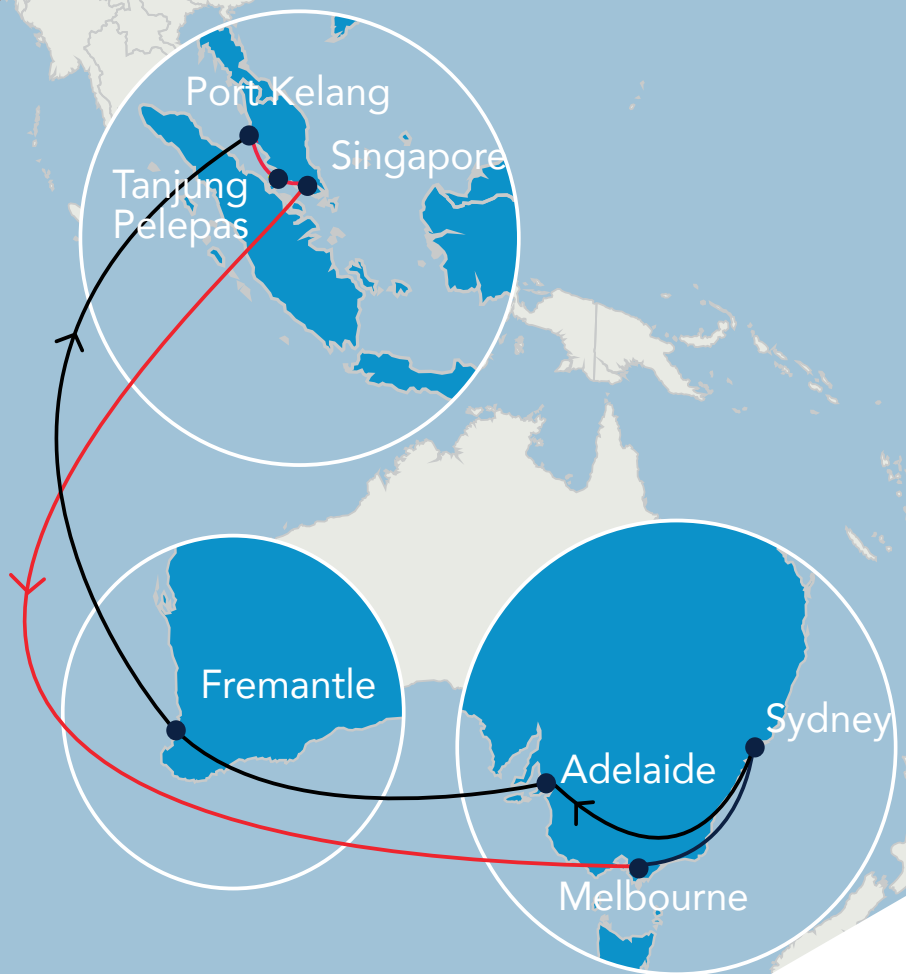 Port Kelang
Singapore
Tanjung
Pelepas
Fremantle
Sydney
Adelaide
Melbourne